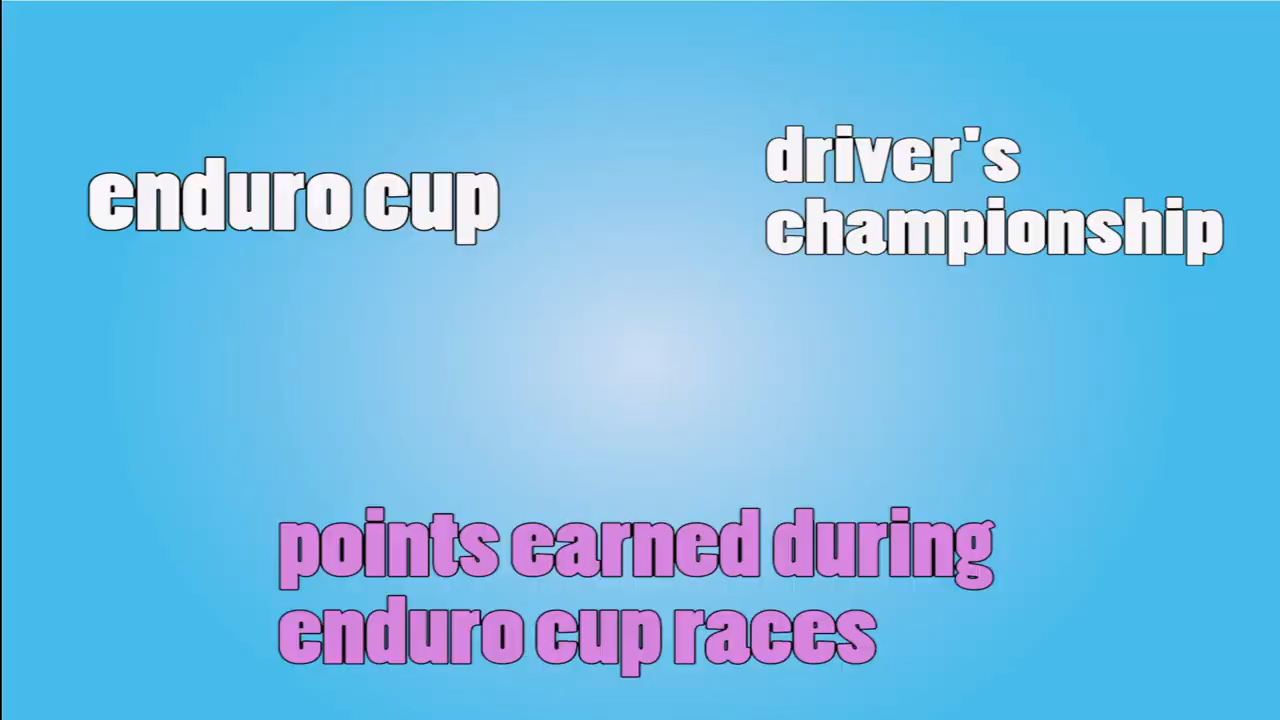 enduro cup
driver's
championship
points earned during
enduro cup races